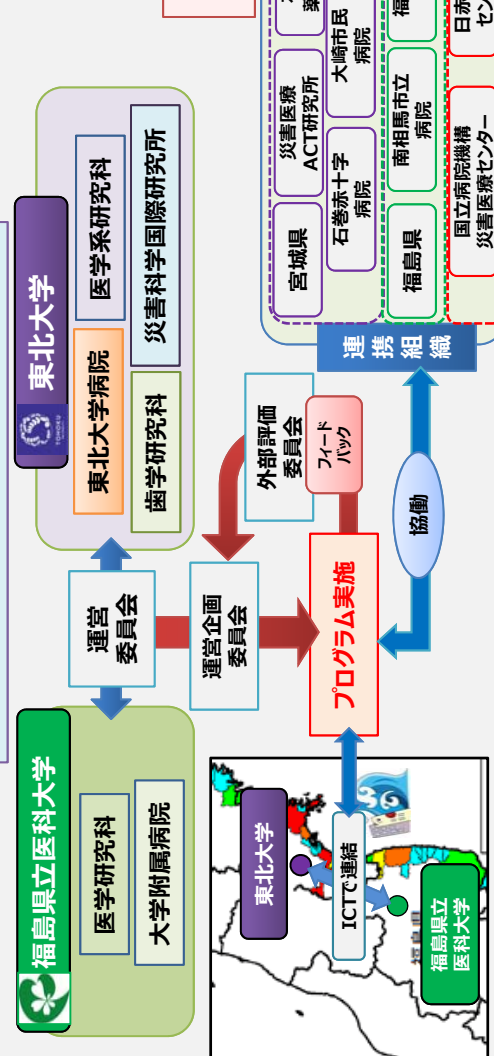 福島県立医科大学
医学研究科
大学附属病院
運営
委員会
東北大学
TOHOKU
東北大学病院
医学系研究科
歯学研究科
災害科学国際研究所
運営企画
委員会
外部評価
委員会
フィード
バック
プログラム実施
協働
東北大学
ICTで連結
福島県立
医科大学
連携
組織
宮城県
災害医療
ACT研究所
石巻赤十字
病院
大崎市民
病院
福島県
南相馬市立
病院
国立病院機構
災害医療センター
日赤